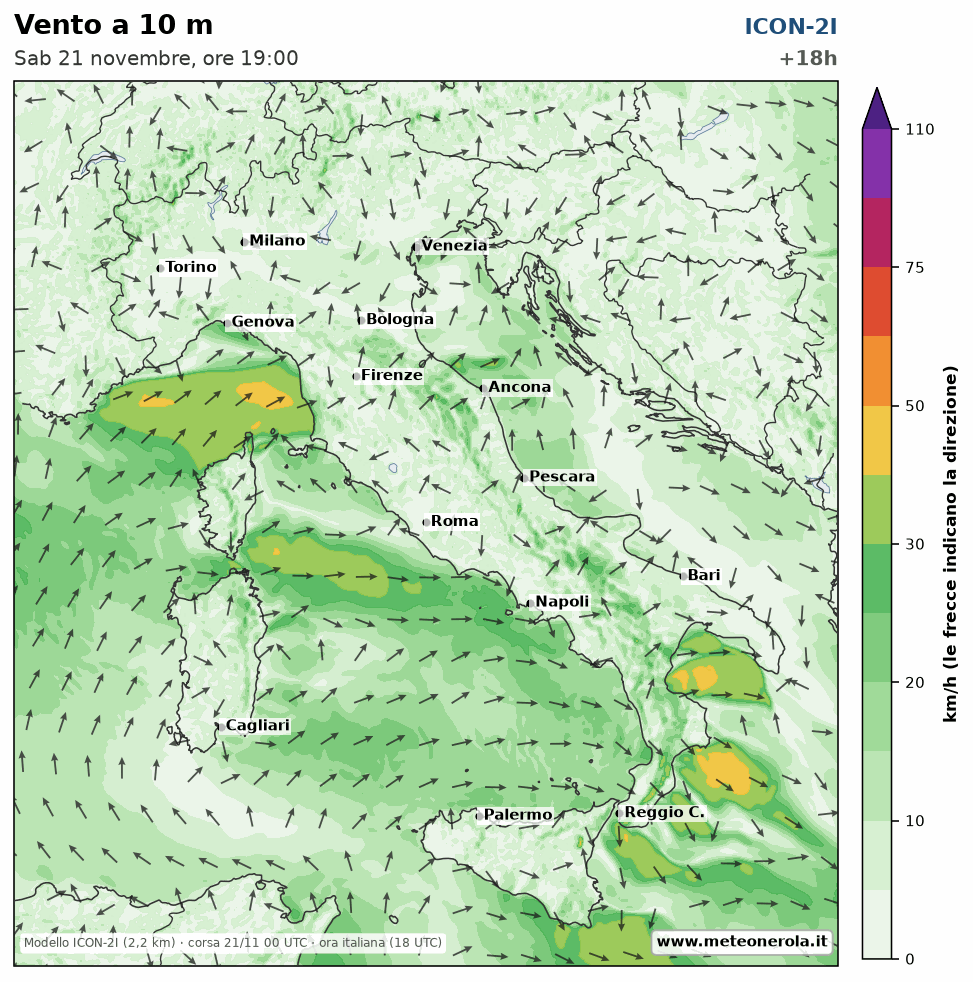 Vento a 10 m
ICON-2I
Sab 21 novembre, ore 19:00
+18h
110
75
50
30
20
10
0
km/h (le frecce indicano la direzione)
Milano
Venezia
Torino
Genova
Bologna
Firenze
Ancona
Pescara
Roma
Bari
Napoli
Cagliari
Palermo
Reggio C.
Modello ICON-2I (2,2 km) · corsa 21/11 00 UTC · ora italiana (18 UTC)
www.meteonerola.it